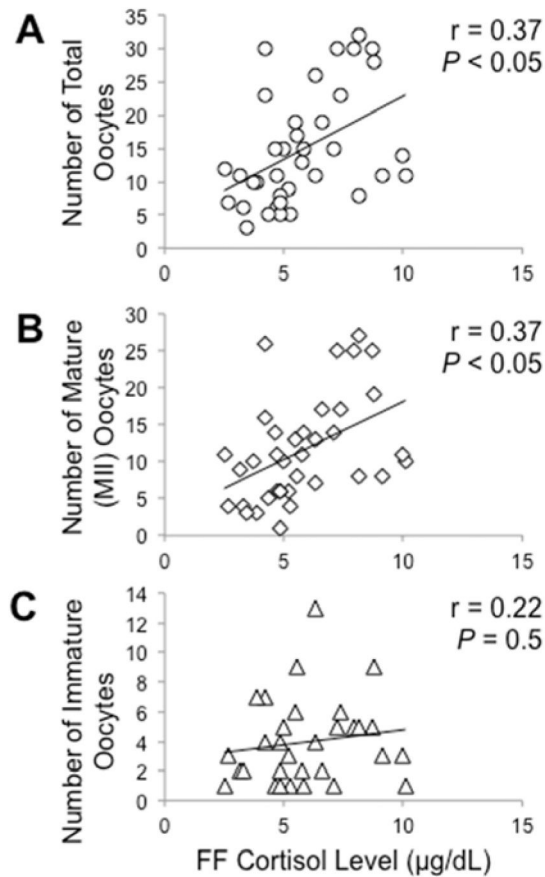 A
Number of Total
Oocytes
35
30
25
20
15
10
5
0
0 5 10 15
r = 0.37
P < 0.05
B
Number of Mature
(MII) Oocytes
30
25
20
15
10
5
0
0 5 10 15
r = 0.37
P < 0.05
C
Number of Immature
Oocytes
14
12
10
8
6
4
2
0
0 5 10 15
r = 0.22
P = 0.5
FF Cortisol Level (µg/dL)